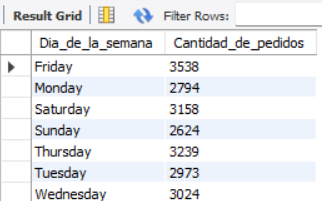 Result Grid Filter Rows:
Dia_de_la_semana Cantidad_de_pedidos
Friday 3538
Monday 2794
Saturday 3158
Sunday 2624
Thursday 3239
Tuesday 2973
Wednesday 3024